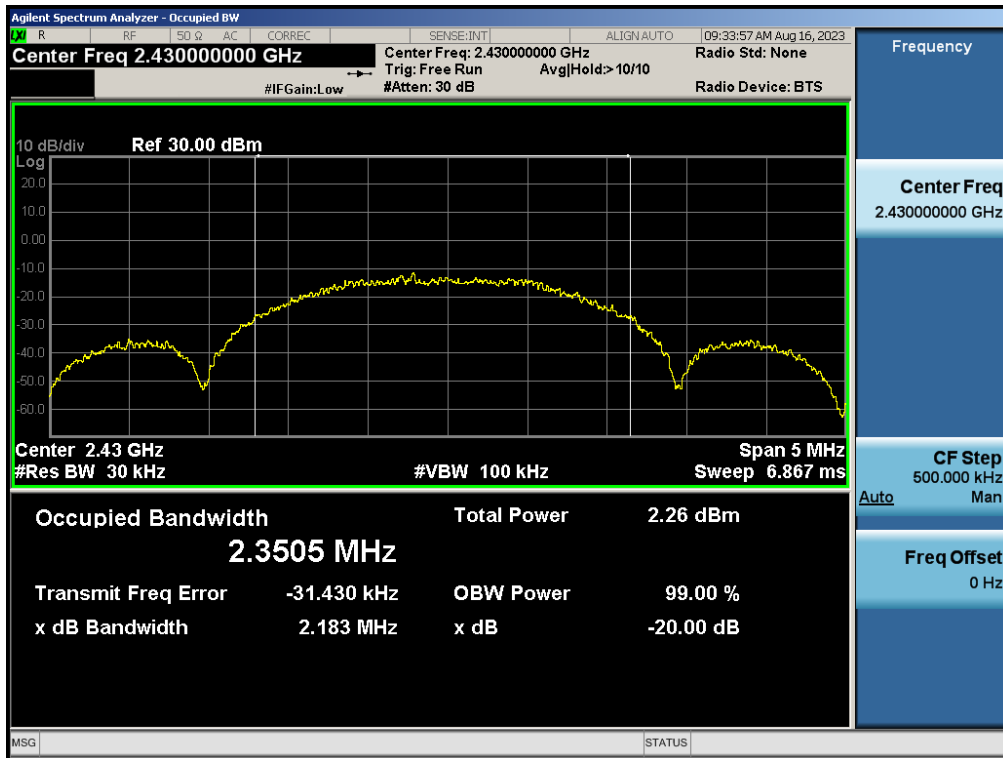 Agilent Spectrum Analyzer - Occupied BW
LXI R RF 50 Ω AC CORREC SENSE:INT ALIGNAUTO 09:33:57 AM Aug 16, 2023
Center Freq 2.430000000 GHz
Center Freq: 2.430000000 GHz Radio Std: None
Trig: Free Run Avg|Hold:>10/10
#IFGain:Low #Atten: 30 dB Radio Device: BTS
10 dB/div Ref 30.00 dBm
Log
20.0
10.0
0.00
-10.0
-20.0
-30.0
-40.0
-50.0
-60.0
Center 2.43 GHz Span 5 MHz
#Res BW 30 kHz #VBW 100 kHz Sweep 6.867 ms
Occupied Bandwidth Total Power 2.26 dBm
2.3505 MHz
Transmit Freq Error -31.430 kHz OBW Power 99.00 %
x dB Bandwidth 2.183 MHz x dB -20.00 dB
MSG STATUS
Frequency
Center Freq
2.430000000 GHz
CF Step
500.000 kHz
Auto Man
Freq Offset
0 Hz